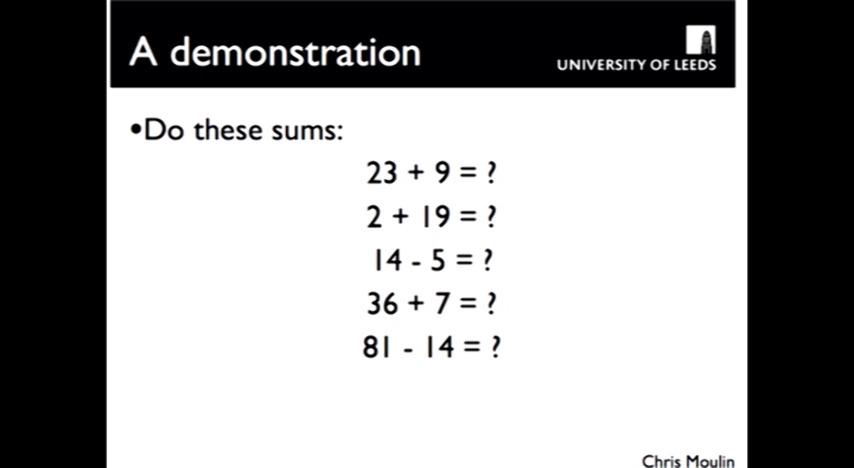 A demonstration
UNIVERSITY OF LEEDS
•Do these sums:
23 + 9 = ?
2 + 19 = ?
14 - 5 = ?
36 + 7 = ?
81 - 14 = ?
Chris Moulin